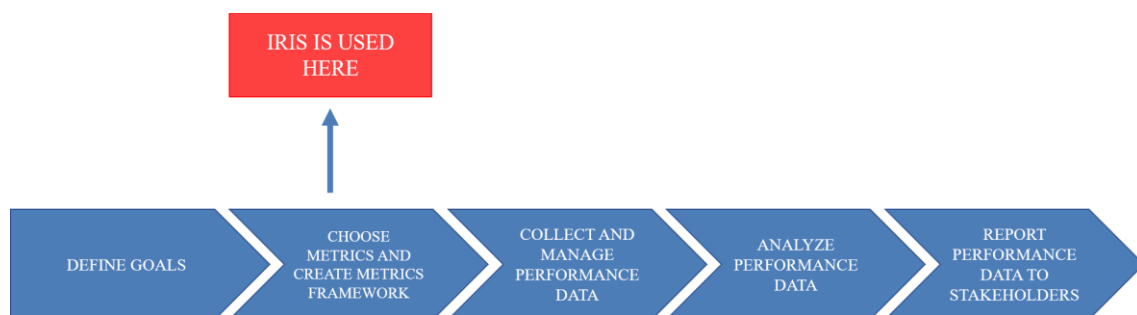 IRIS IS USED
HERE
DEFINE GOALS
CHOOSE
METRICS AND
CREATE METRICS
FRAMEWORK
COLLECT AND
MANAGE
PERFORMANCE
DATA
ANALYZE
PERFORMANCE
DATA
REPORT
PERFORMANCE
DATA TO
STAKEHOLDERS